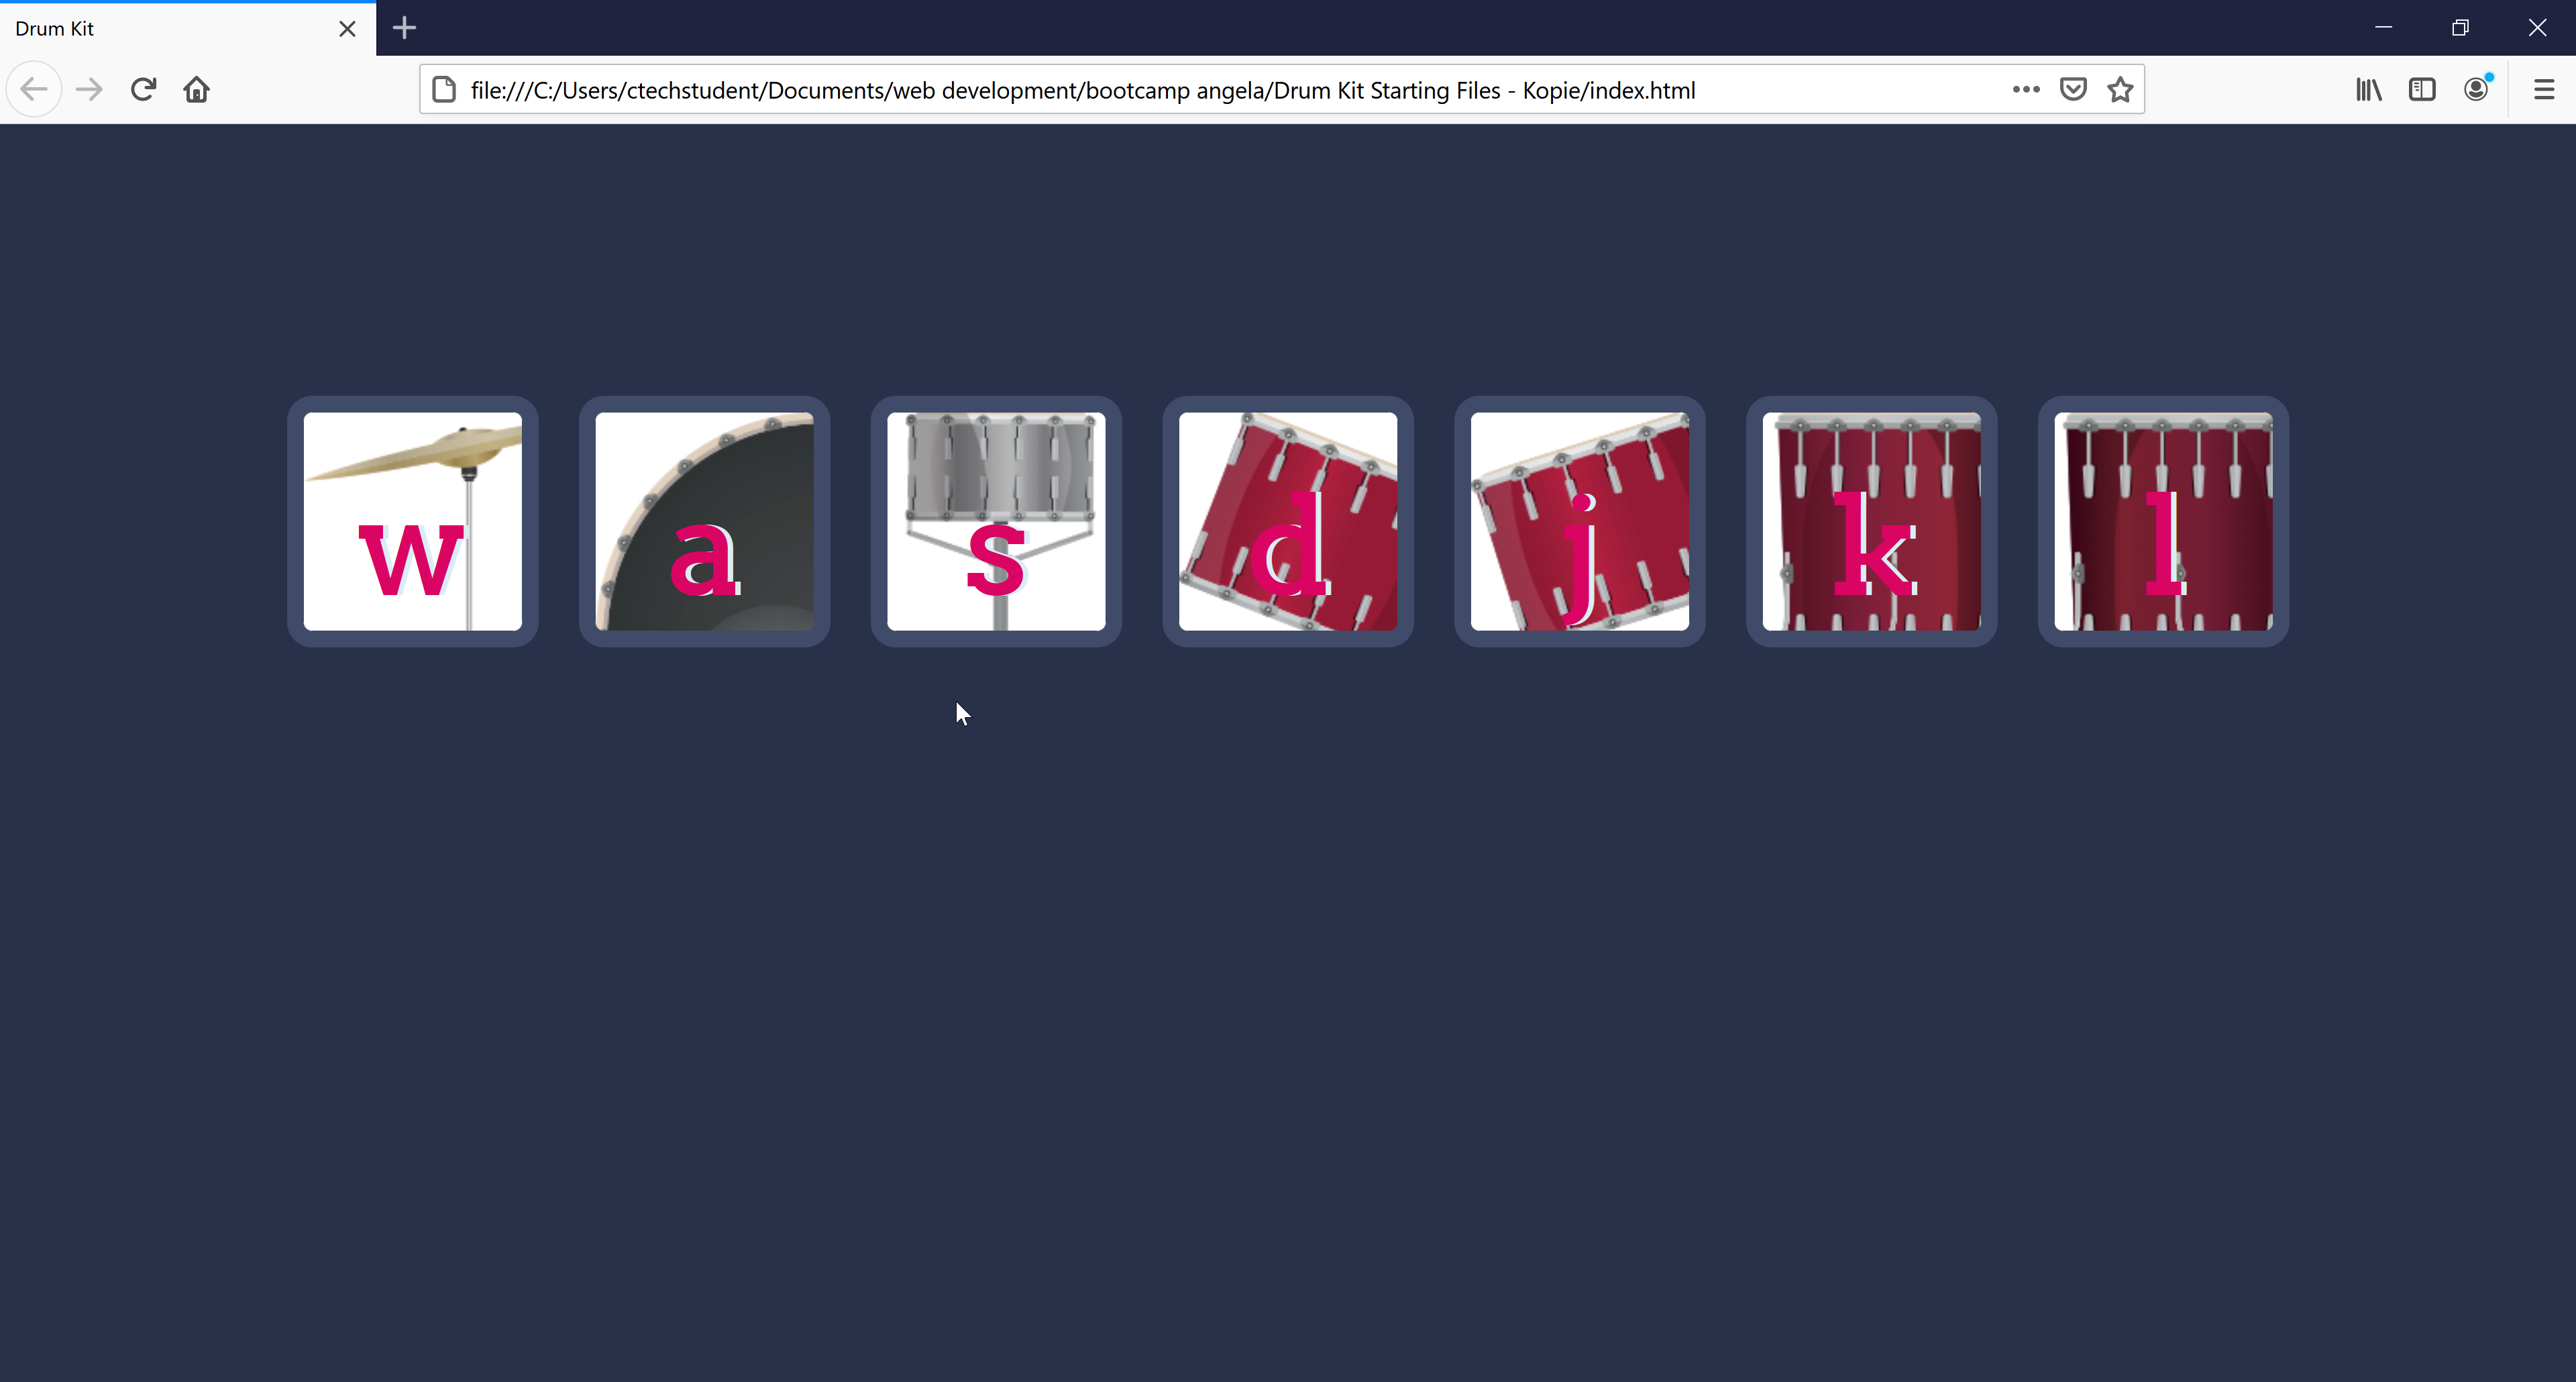 Drum Kit
file:///C:/Users/ctechstudent/Documents/web development/bootcamp angela/Drum Kit Starting Files - Kopie/index.html
w a s d j k l